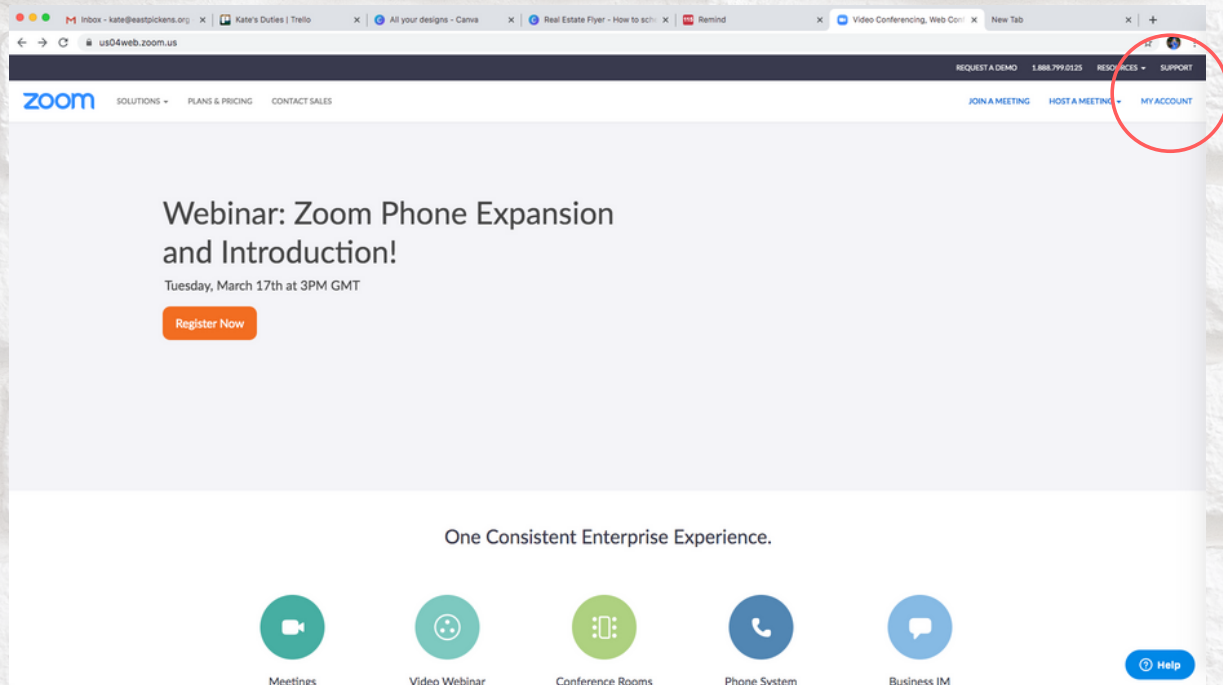 Inbox - kate@eastpickens.org
Kate's Duties | Trello
All your designs - Canva
Real Estate Flyer - How to sch
Remind
Video Conferencing, Web Con
New Tab
us04web.zoom.us
REQUEST A DEMO 1.888.799.0125 RESOURCES SUPPORT
zoom SOLUTIONS PLANS & PRICING CONTACT SALES JOIN A MEETING HOST A MEETING MY ACCOUNT
Webinar: Zoom Phone Expansion
and Introduction!
Tuesday, March 17th at 3PM GMT
Register Now
One Consistent Enterprise Experience.
Meetings Video Webinar Conference Rooms Phone System Business IM
Help